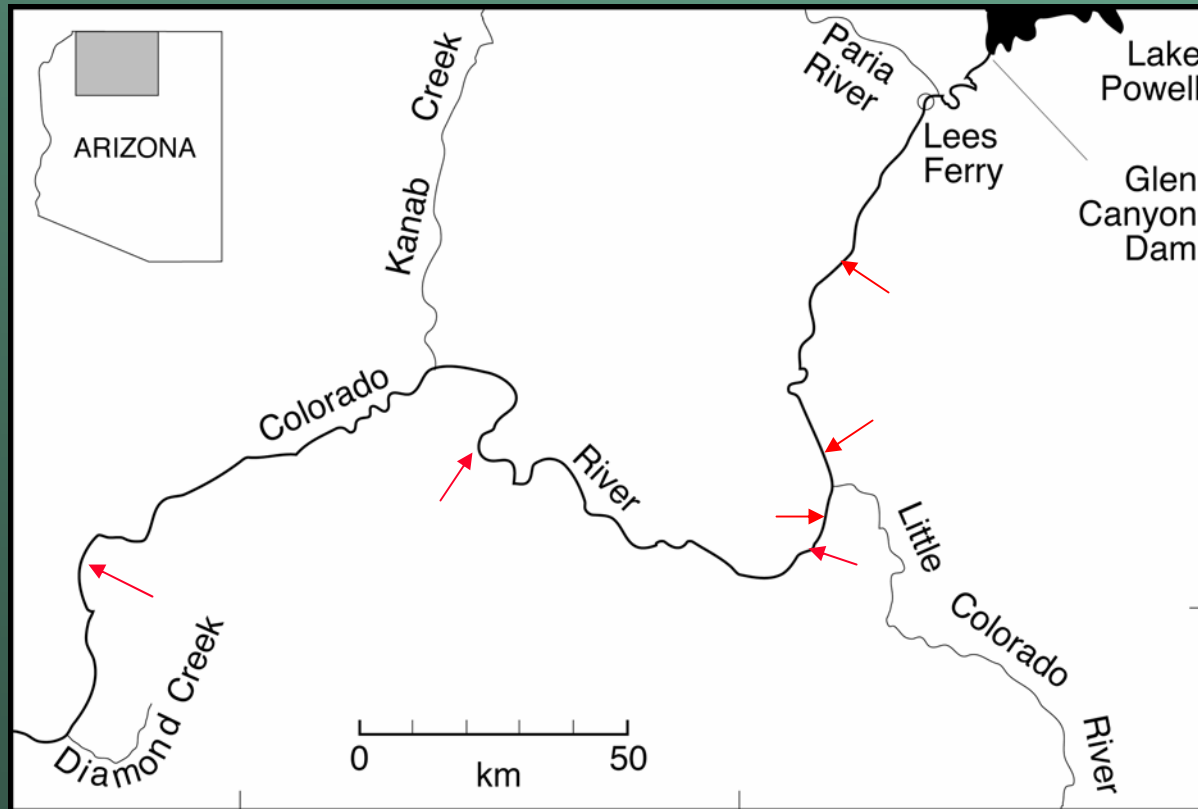 ARIZONA
Kanab Creek
Paria
River
Lake
Powell
Lees
Ferry
Glen
Canyon
Dam
Colorado
River
Little
Colorado
River
Diamond Creek
0
50
km